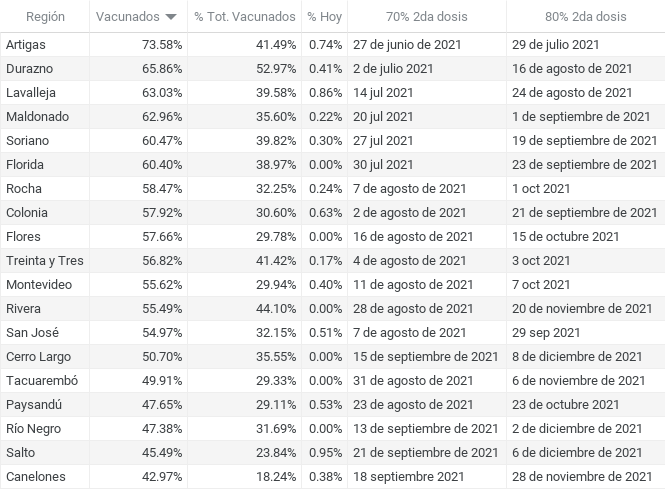 Región Vacunados % Tot. Vacunados % Hoy 70% 2da dosis 80% 2da dosis
Artigas 73.58% 41.49% 0.74% 27 de junio de 2021 29 de julio 2021
Durazno 65.86% 52.97% 0.41% 2 de julio 2021 16 de agosto de 2021
Lavalleja 63.03% 39.58% 0.86% 14 jul 2021 24 de agosto de 2021
Maldonado 62.96% 35.60% 0.22% 20 jul 2021 1 de septiembre de 2021
Soriano 60.47% 39.82% 0.30% 27 jul 2021 19 de septiembre de 2021
Florida 60.40% 38.97% 0.00% 30 jul 2021 23 de septiembre de 2021
Rocha 58.47% 32.25% 0.24% 7 de agosto de 2021 1 oct 2021
Colonia 57.92% 30.60% 0.63% 2 de agosto de 2021 21 de septiembre de 2021
Flores 57.66% 29.78% 0.00% 16 de agosto de 2021 15 de octubre 2021
Treinta y Tres 56.82% 41.42% 0.17% 4 de agosto de 2021 3 oct 2021
Montevideo 55.62% 29.94% 0.40% 11 de agosto de 2021 7 oct 2021
Rivera 55.49% 44.10% 0.00% 28 de agosto de 2021 20 de noviembre de 2021
San José 54.97% 32.15% 0.51% 7 de agosto de 2021 29 sep 2021
Cerro Largo 50.70% 35.55% 0.00% 15 de septiembre de 2021 8 de diciembre de 2021
Tacuarembó 49.91% 29.33% 0.00% 31 de agosto de 2021 6 de noviembre de 2021
Paysandú 47.65% 29.11% 0.53% 23 de agosto de 2021 23 de octubre 2021
Río Negro 47.38% 31.69% 0.00% 13 de septiembre de 2021 2 de diciembre de 2021
Salto 45.49% 23.84% 0.95% 21 de septiembre de 2021 6 de diciembre de 2021
Canelones 42.97% 18.24% 0.38% 18 septiembre 2021 28 de noviembre de 2021